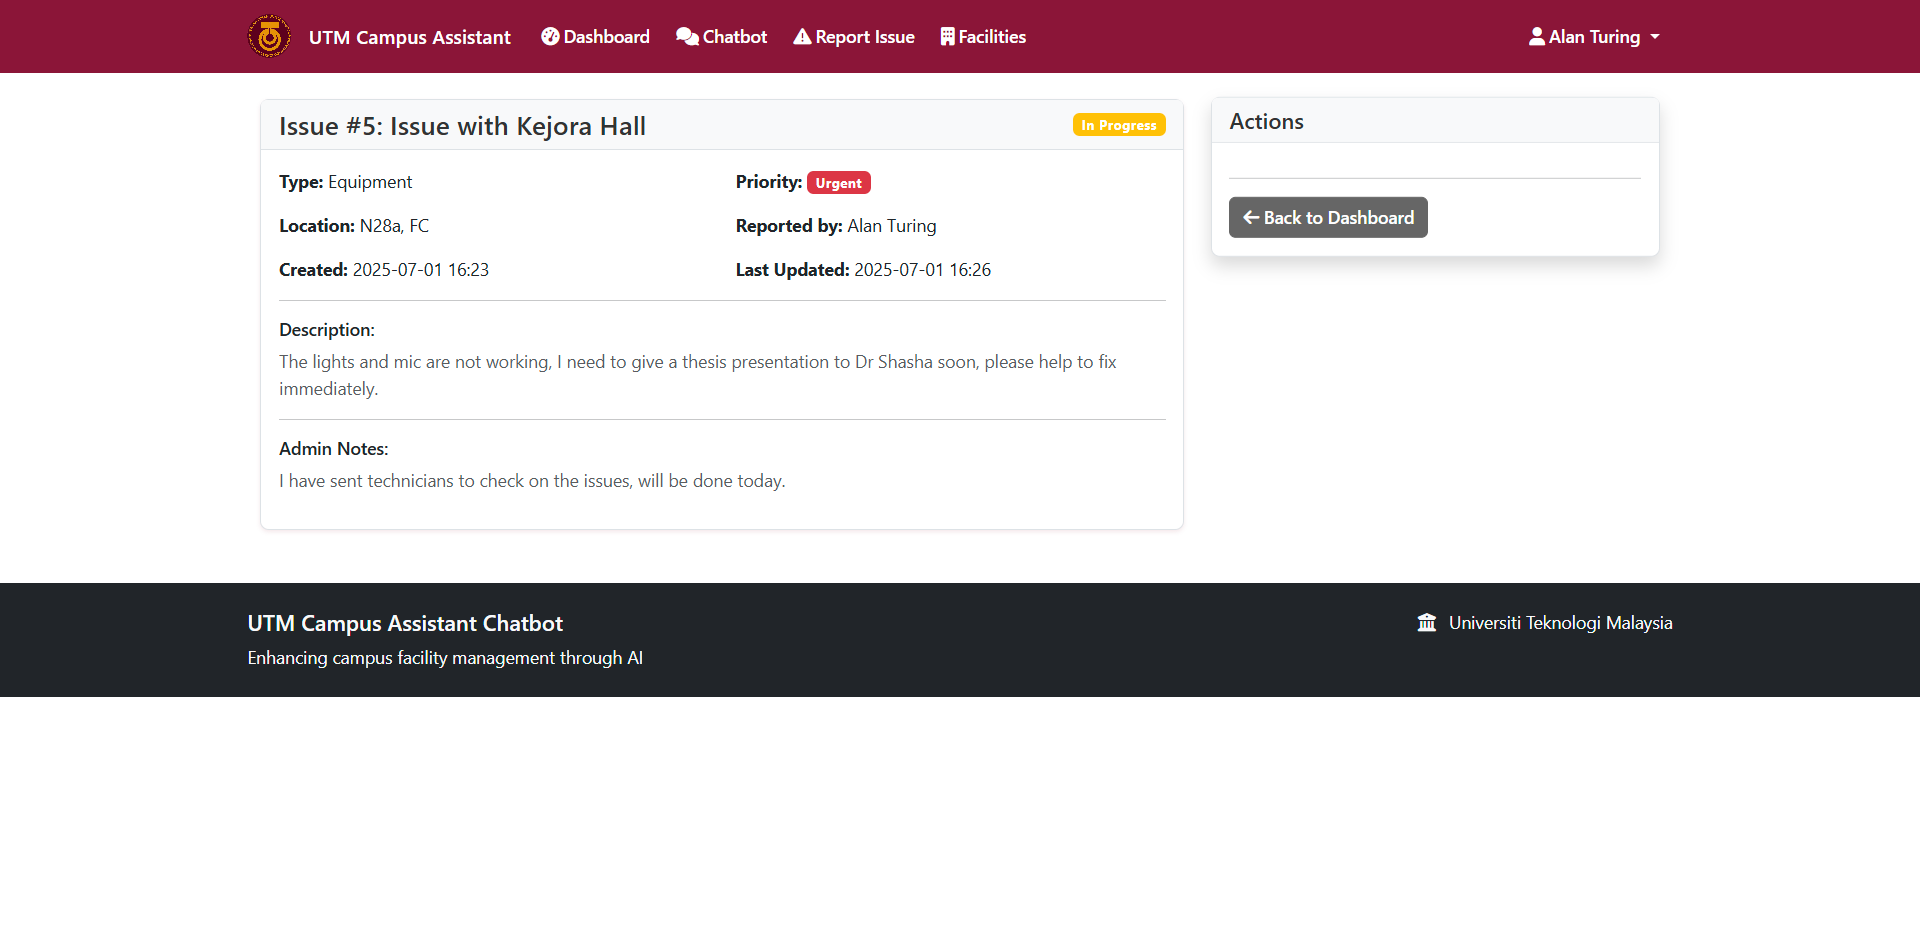 UTM Campus Assistant Dashboard Chatbot Report Issue Facilities Alan Turing
Issue #5: Issue with Kejora Hall In Progress
Type: Equipment Priority: Urgent
Location: N28a, FC Reported by: Alan Turing
Created: 2025-07-01 16:23 Last Updated: 2025-07-01 16:26
Description:
The lights and mic are not working, I need to give a thesis presentation to Dr Shasha soon, please help to fix
immediately.
Admin Notes:
I have sent technicians to check on the issues, will be done today.
Actions
Back to Dashboard
UTM Campus Assistant Chatbot
Enhancing campus facility management through AI
Universiti Teknologi Malaysia